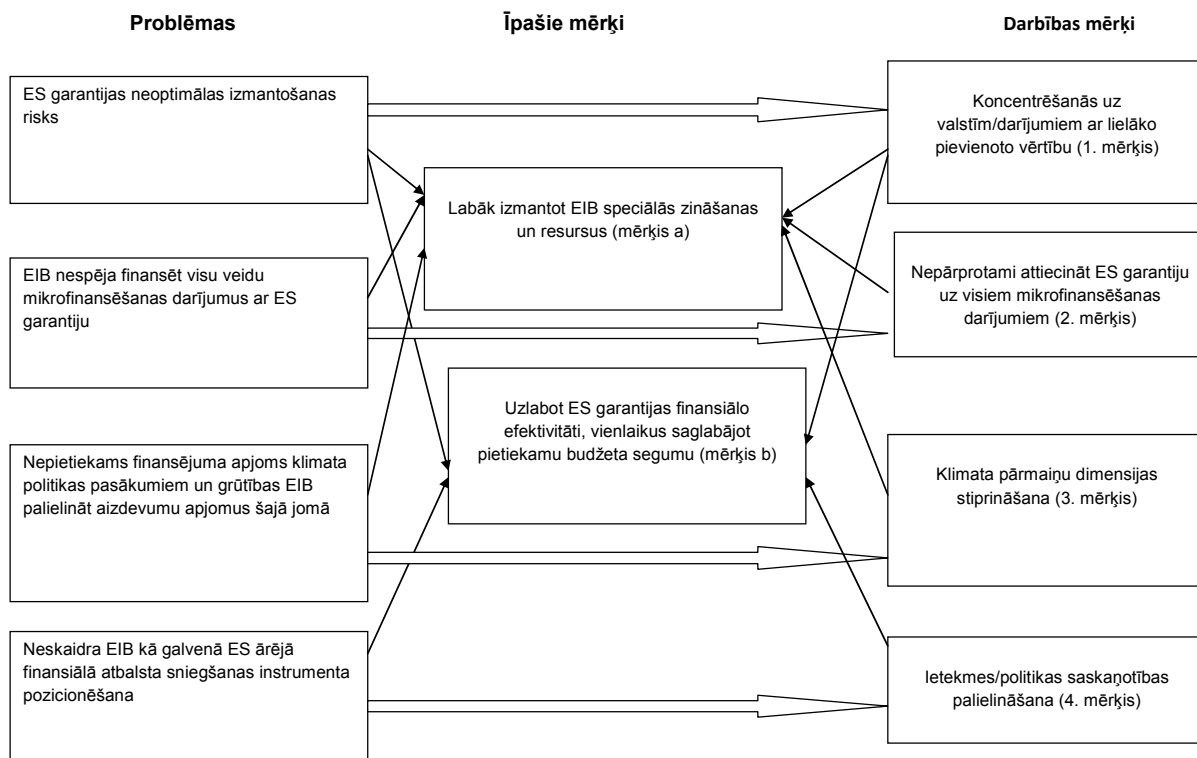 Problēmas
Īpašie mērķi
Darbības mērķi
ES garantijas neoptimālas izmantošanas
risks
EIB nespēja finansēt visu veidu
mikrofinansēšanas darījumus ar ES
garantiju
Nepietiekams finansējuma apjoms klimata
politikas pasākumiem un grūtības EIB
palielināt aizdevumu apjomus šajā jomā
Neskaidra EIB kā galvenā ES ārējā
finansiālā atbalsta sniegšanas instrumenta
pozicionēšana
Labāk izmantot EIB speciālās zināšanas
un resursus (mērķis a)
Uzlabot ES garantijas finansiālo
efektivitāti, vienlaikus saglabājot
pietiekamu budžeta segumu (mērķis b)
Koncentrēšanās uz
valstīm/darījumiem ar lielāko
pievienoto vērtību (1. mērķis)
Nepārprotami attiecināt ES garantiju
uz visiem mikrofinansēšanas
darījumiem (2. mērķis)
Klimata pārmaiņu dimensijas
stiprināšana (3. mērķis)
Ietekmes/politikas saskaņotības
palielināšana (4. mērķis)